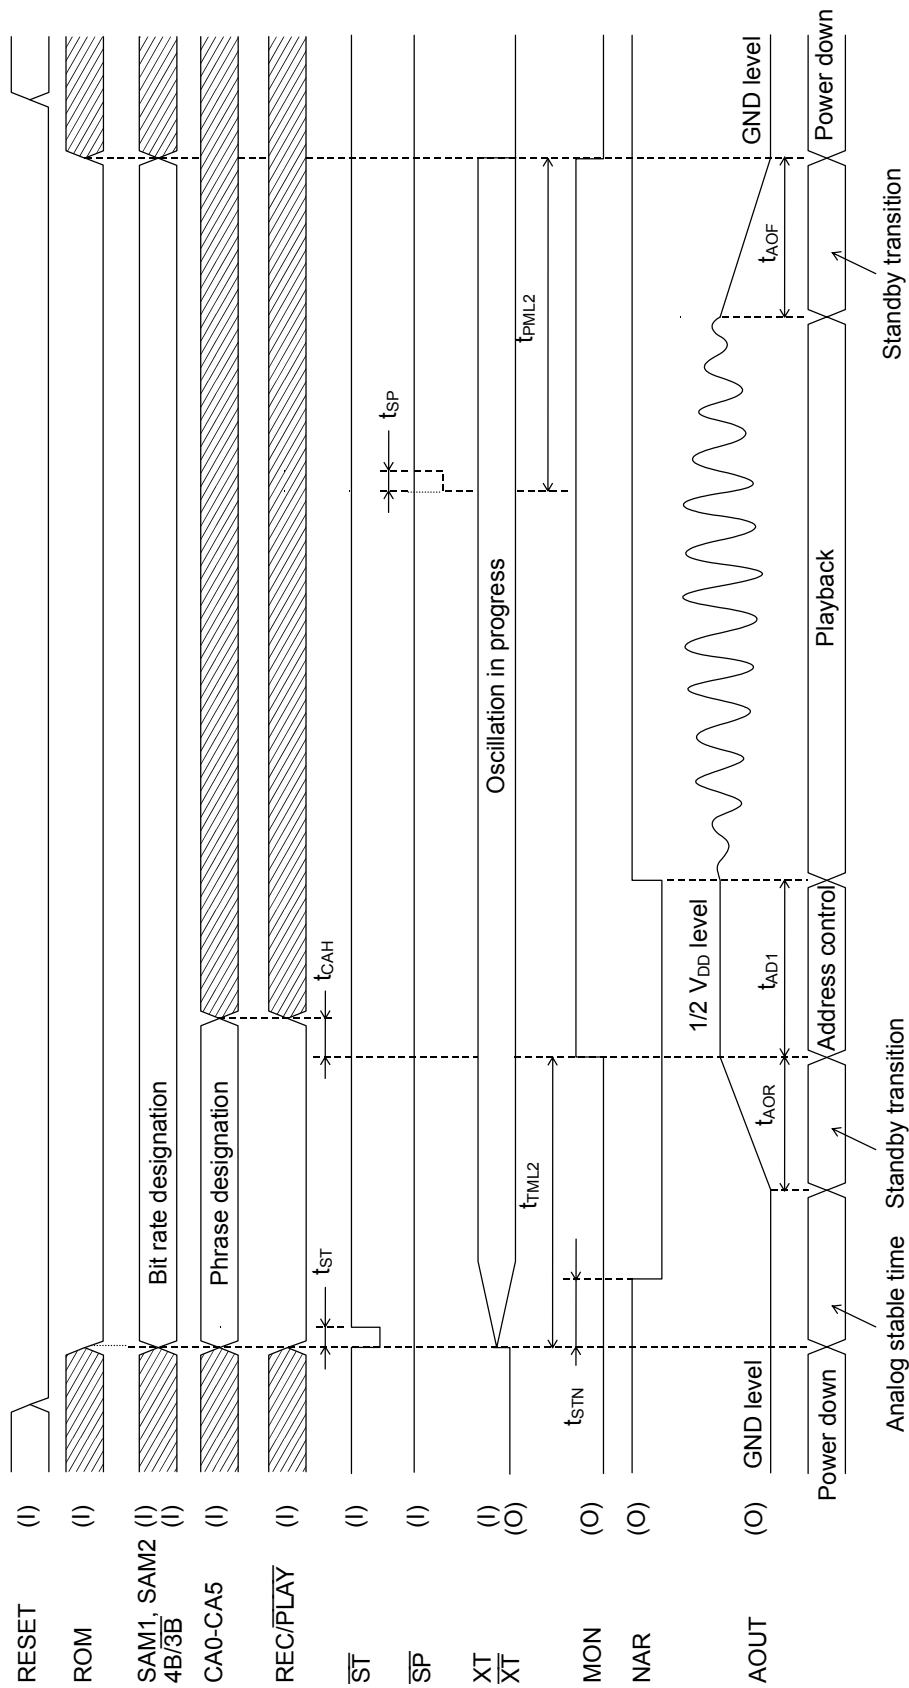 RESET (I)
ROM (I)
SAM1, SAM2 (I)
4B/3B (I)
Bit rate designation
CA0-CA5 (I)
Phrase designation
REC/PLAY (I)
tST
tCAH
ST (I)
tSP
SP (I)
XT (I)
XT (O)
Oscillation in progress
tTML2
tPML2
MON (O)
tSTN
NAR (O)
1/2 VDD level
AOUT (O)
GND level
tAOR
tAD1
tAOF
GND level
Power down
Address control
Playback
Power down
Analog stable time
Standby transition
Standby transition